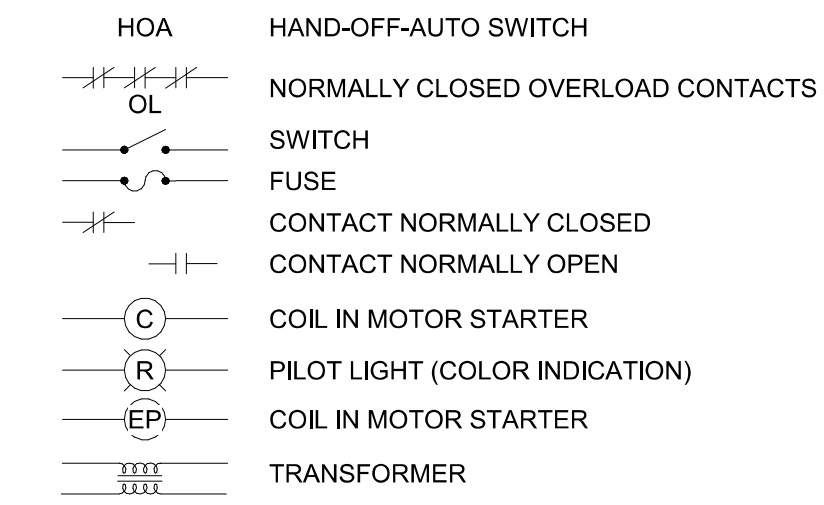 HOA HAND-OFF-AUTO SWITCH
NORMALLY CLOSED OVERLOAD CONTACTS
OL
SWITCH
FUSE
CONTACT NORMALLY CLOSED
CONTACT NORMALLY OPEN
C COIL IN MOTOR STARTER
R PILOT LIGHT (COLOR INDICATION)
EP COIL IN MOTOR STARTER
TRANSFORMER